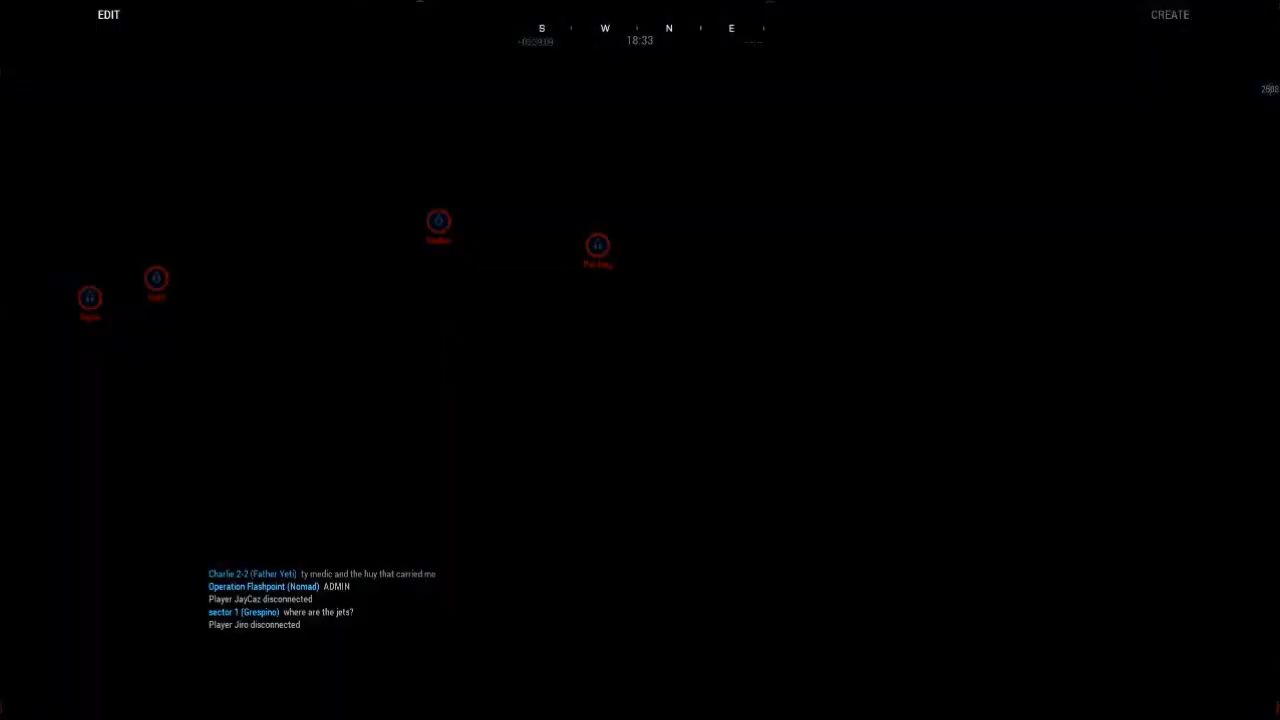 EDIT
CREATE
S W N E
18:33
Charlie 2-2 (Father Yeti) ty medic and the huy that carried me
Operation Flashpoint (Nomad) ADMIN
Player JayCaz disconnected
sector 1 (Grespino) where are the jets?
Player Jiro disconnected